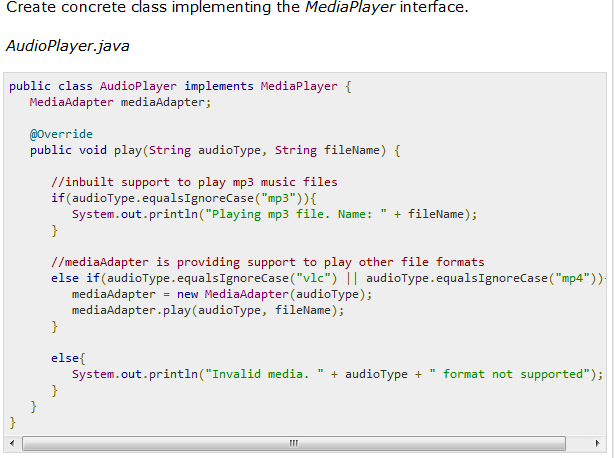 Create concrete class implementing the MediaPlayer interface.
AudioPlayer.java
public class AudioPlayer implements MediaPlayer {
   MediaAdapter mediaAdapter;

   @Override
   public void play(String audioType, String fileName) {

      //inbuilt support to play mp3 music files
      if(audioType.equalsIgnoreCase("mp3")){
         System.out.println("Playing mp3 file. Name: " + fileName);
      }

      //mediaAdapter is providing support to play other file formats
      else if(audioType.equalsIgnoreCase("vlc") || audioType.equalsIgnoreCase("mp4")){
         mediaAdapter = new MediaAdapter(audioType);
         mediaAdapter.play(audioType, fileName);
      }

      else{
         System.out.println("Invalid media. " + audioType + " format not supported");
      }
   }
}